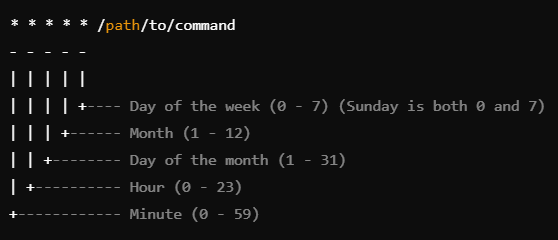 * * * * * /path/to/command
- - - - -
| | | | |
| | | | +---- Day of the week (0 - 7) (Sunday is both 0 and 7)
| | | +------ Month (1 - 12)
| | +-------- Day of the month (1 - 31)
| +---------- Hour (0 - 23)
+------------ Minute (0 - 59)